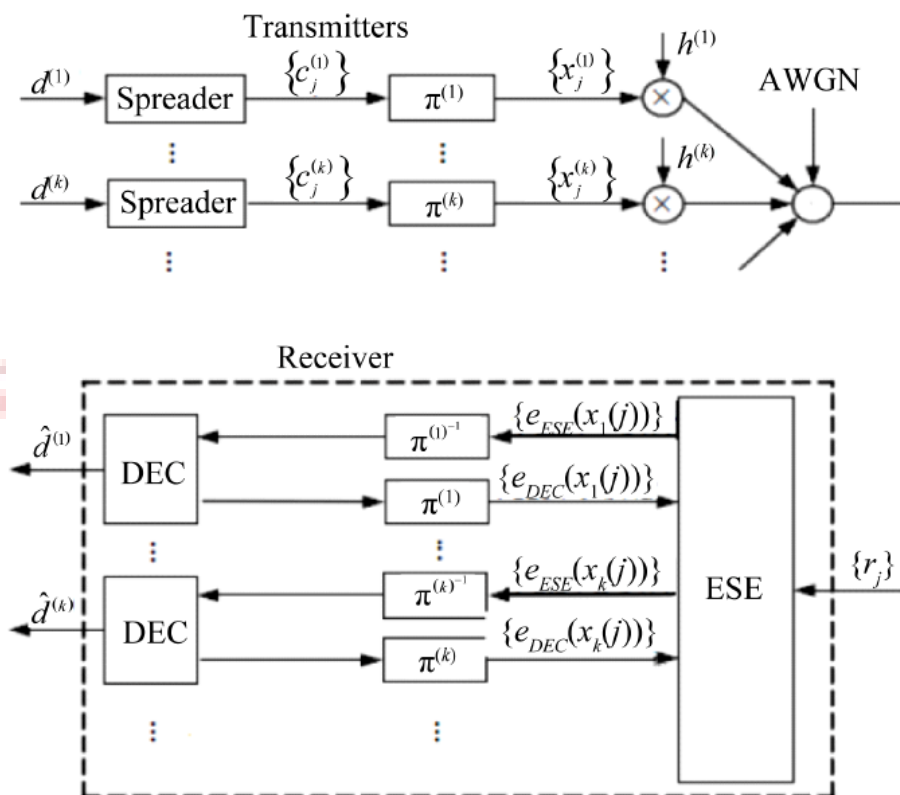 Transmitters
d^(1) Spreader {c_j^(1)} π^(1) {x_j^(1)} × h^(1) AWGN
⋮ ⋮
d^(k) Spreader {c_j^(k)} π^(k) {x_j^(k)} × h^(k)
⋮ ⋮ ⋮
Receiver
d̂^(1) DEC π^(1)^-1 {e_ESE(x_1(j))}
π^(1) {e_DEC(x_1(j))}
⋮ ⋮
d̂^(k) DEC π^(k)^-1 {e_ESE(x_k(j))} ESE {r_j}
π^(k) {e_DEC(x_k(j))}
⋮ ⋮